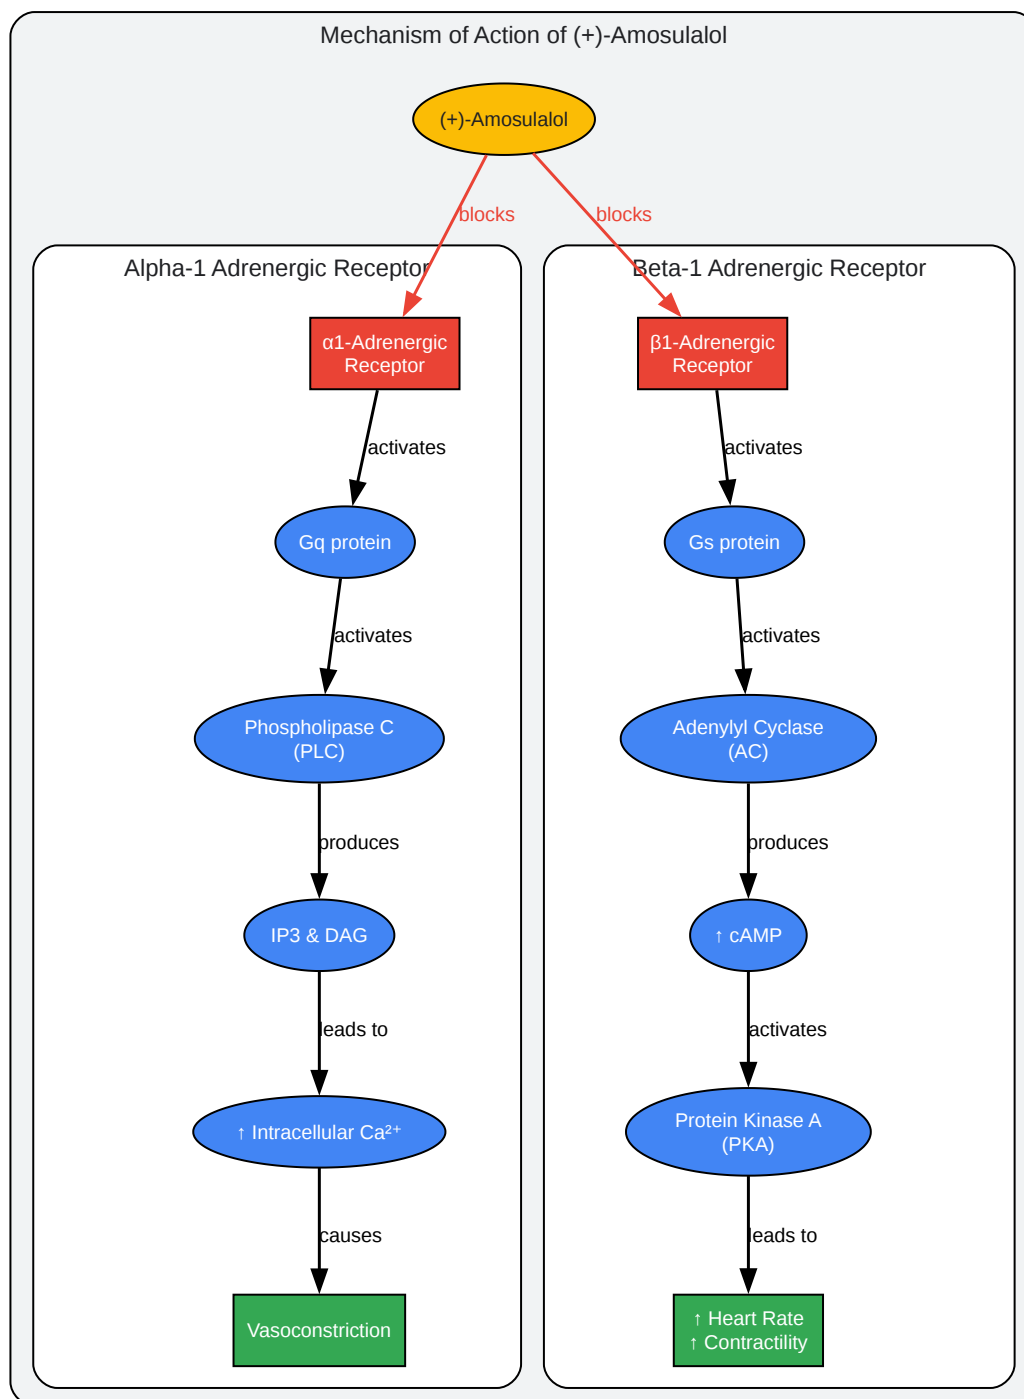 Mechanism of Action of (+)-Amosulalol
(+)-Amosulalol
blocks
blocks
Alpha-1 Adrenergic Receptor
α1-Adrenergic
Receptor
activates
Gq protein
activates
Phospholipase C
(PLC)
produces
IP3 & DAG
leads to
↑ Intracellular Ca²⁺
causes
Vasoconstriction
Beta-1 Adrenergic Receptor
β1-Adrenergic
Receptor
activates
Gs protein
activates
Adenylyl Cyclase
(AC)
produces
↑ cAMP
activates
Protein Kinase A
(PKA)
leads to
↑ Heart Rate
↑ Contractility